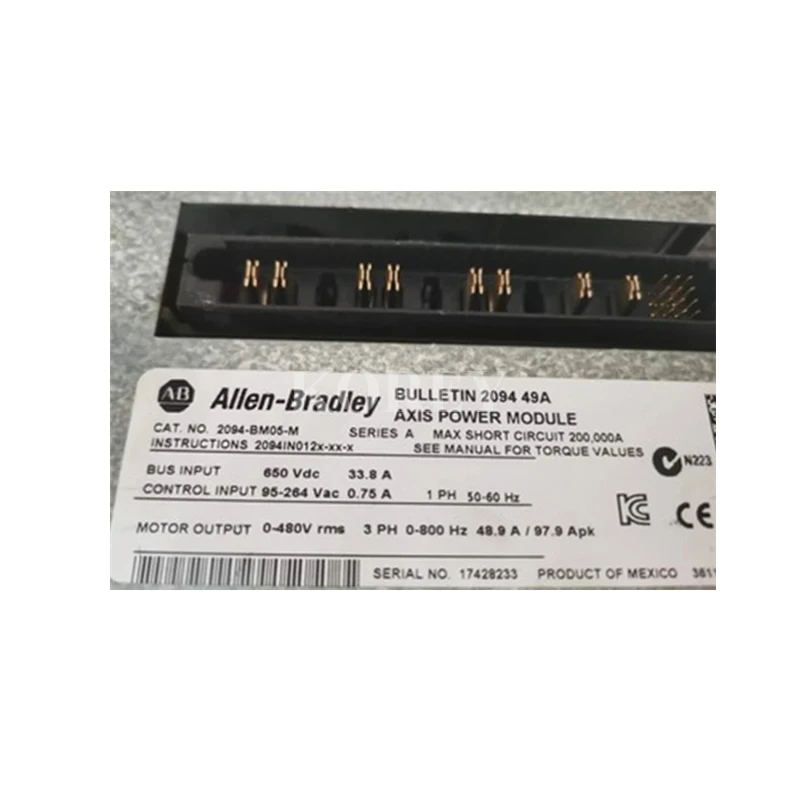 AB Allen-Bradley
BULLETIN 2094 49A
AXIS POWER MODULE
CAT. NO. 2094-BM05-M SERIES A MAX SHORT CIRCUIT 200,000A
INSTRUCTIONS 2094IN012x-xx-x SEE MANUAL FOR TORQUE VALUES
N223
BUS INPUT 650 Vdc 33.8 A
CONTROL INPUT 95-264 Vac 0.75 A 1 PH 50-60 Hz
CE
MOTOR OUTPUT 0-480V rms 3 PH 0-800 Hz 48.9 A / 97.9 Apk
SERIAL NO. 17428233 PRODUCT OF MEXICO